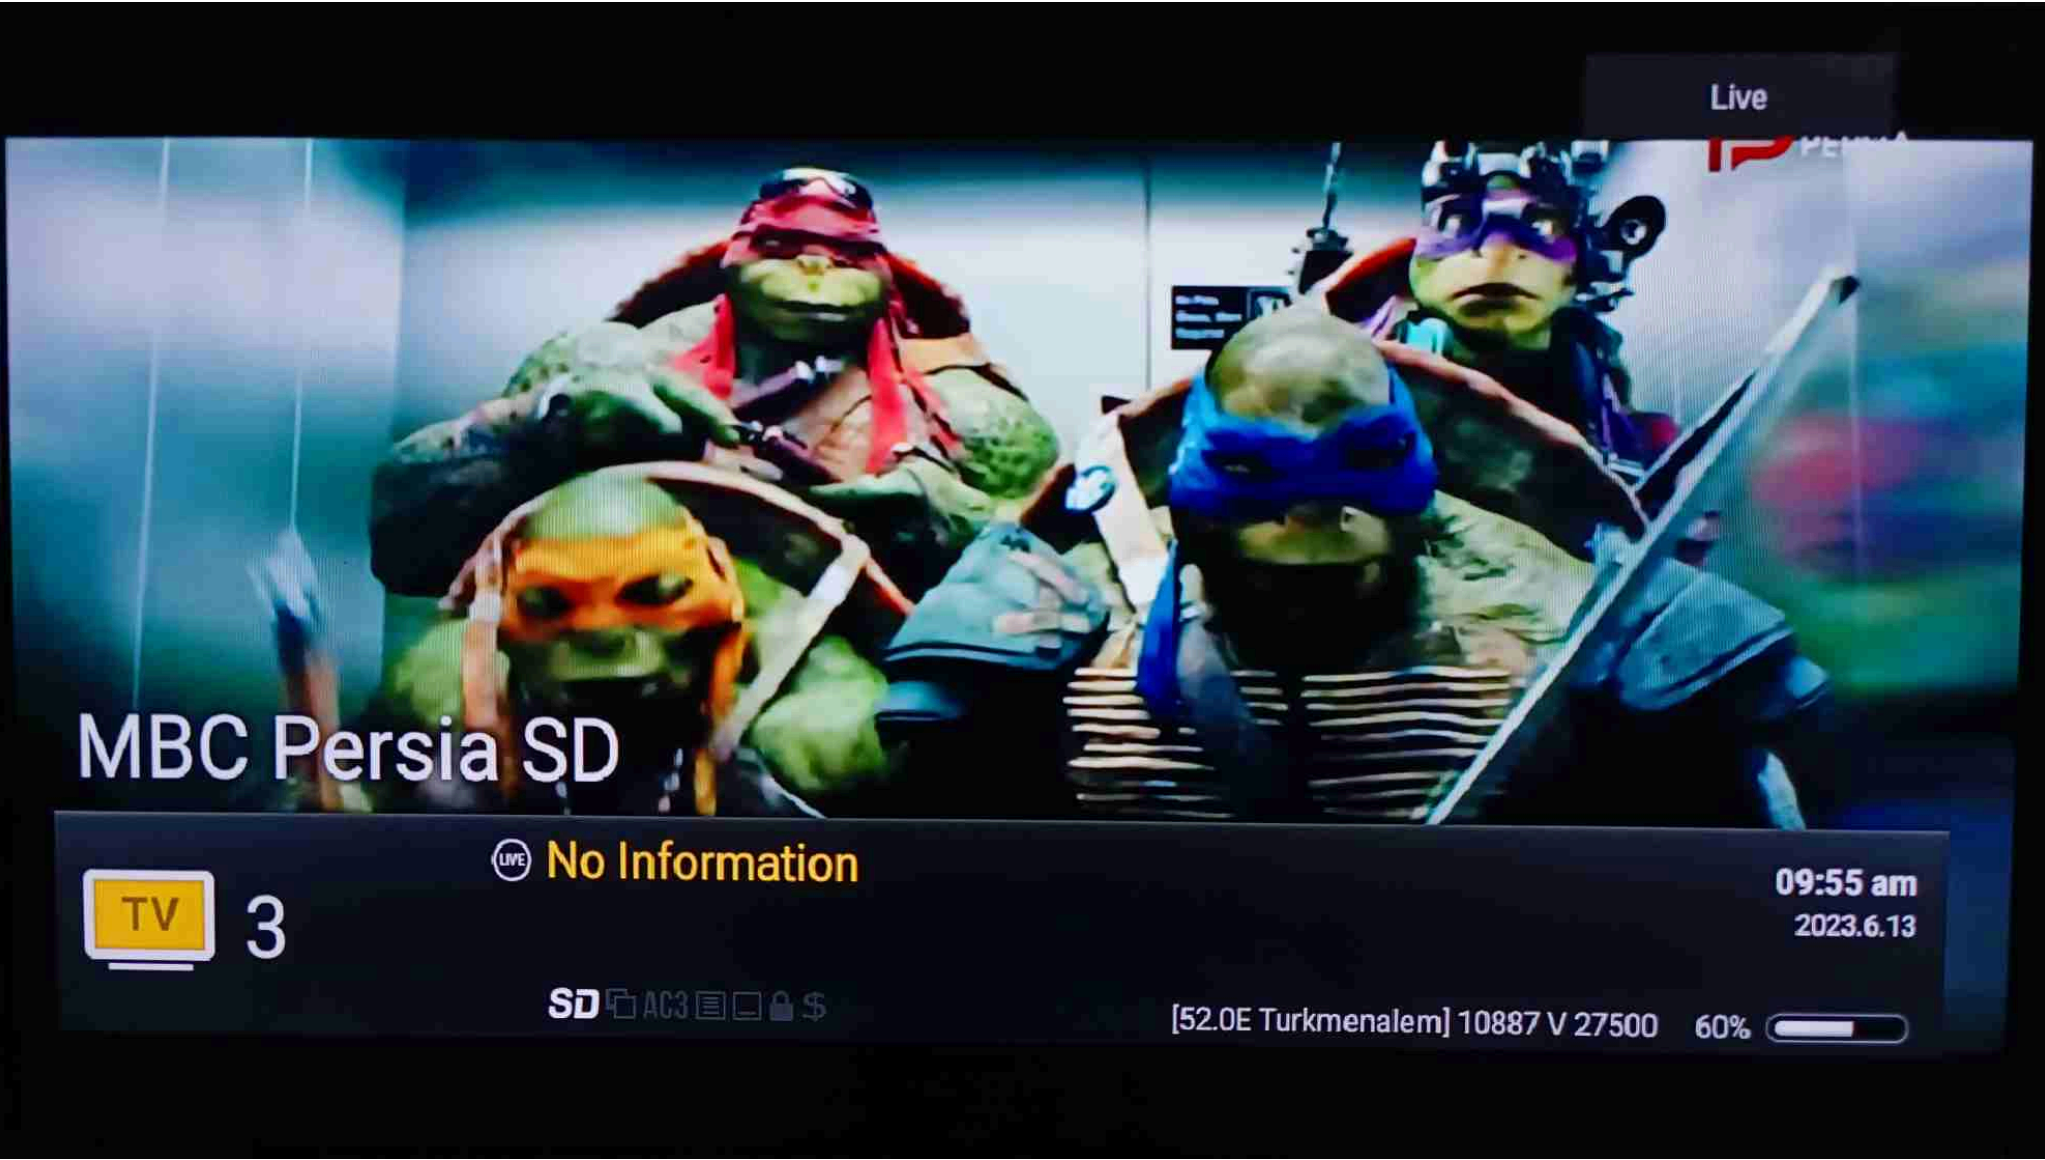 Live
MBC Persia SD
LIVE No Information
TV 3
09:55 am
2023.6.13
SD AC3 $
[52.0E Turkmenalem] 10887 V 27500 60%